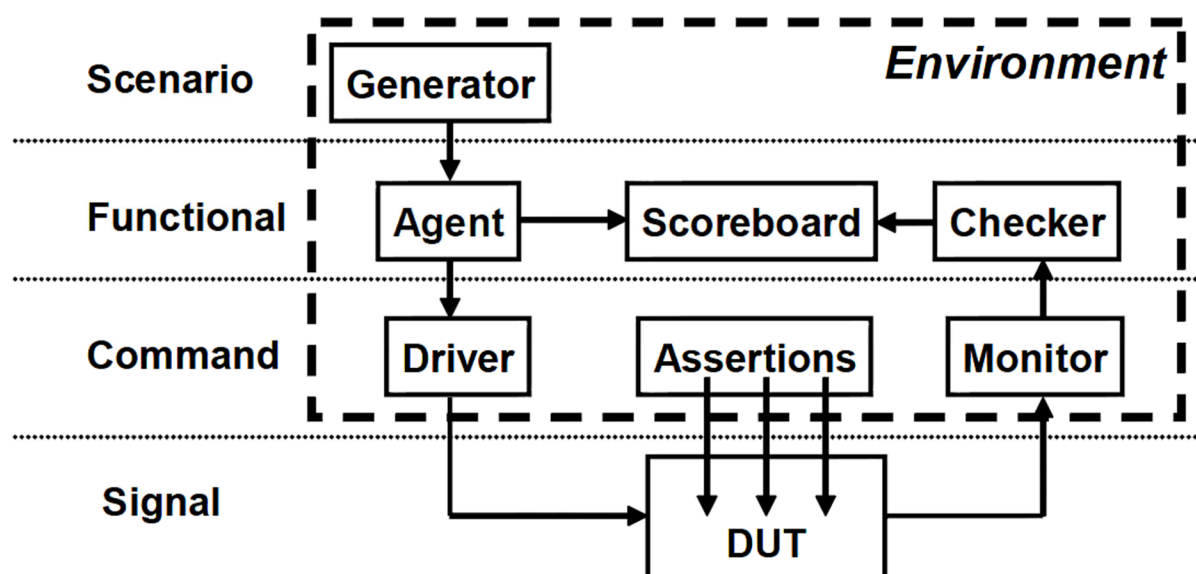 Environment
Scenario
Generator
Functional
Agent
Scoreboard
Checker
Command
Driver
Assertions
Monitor
Signal
DUT